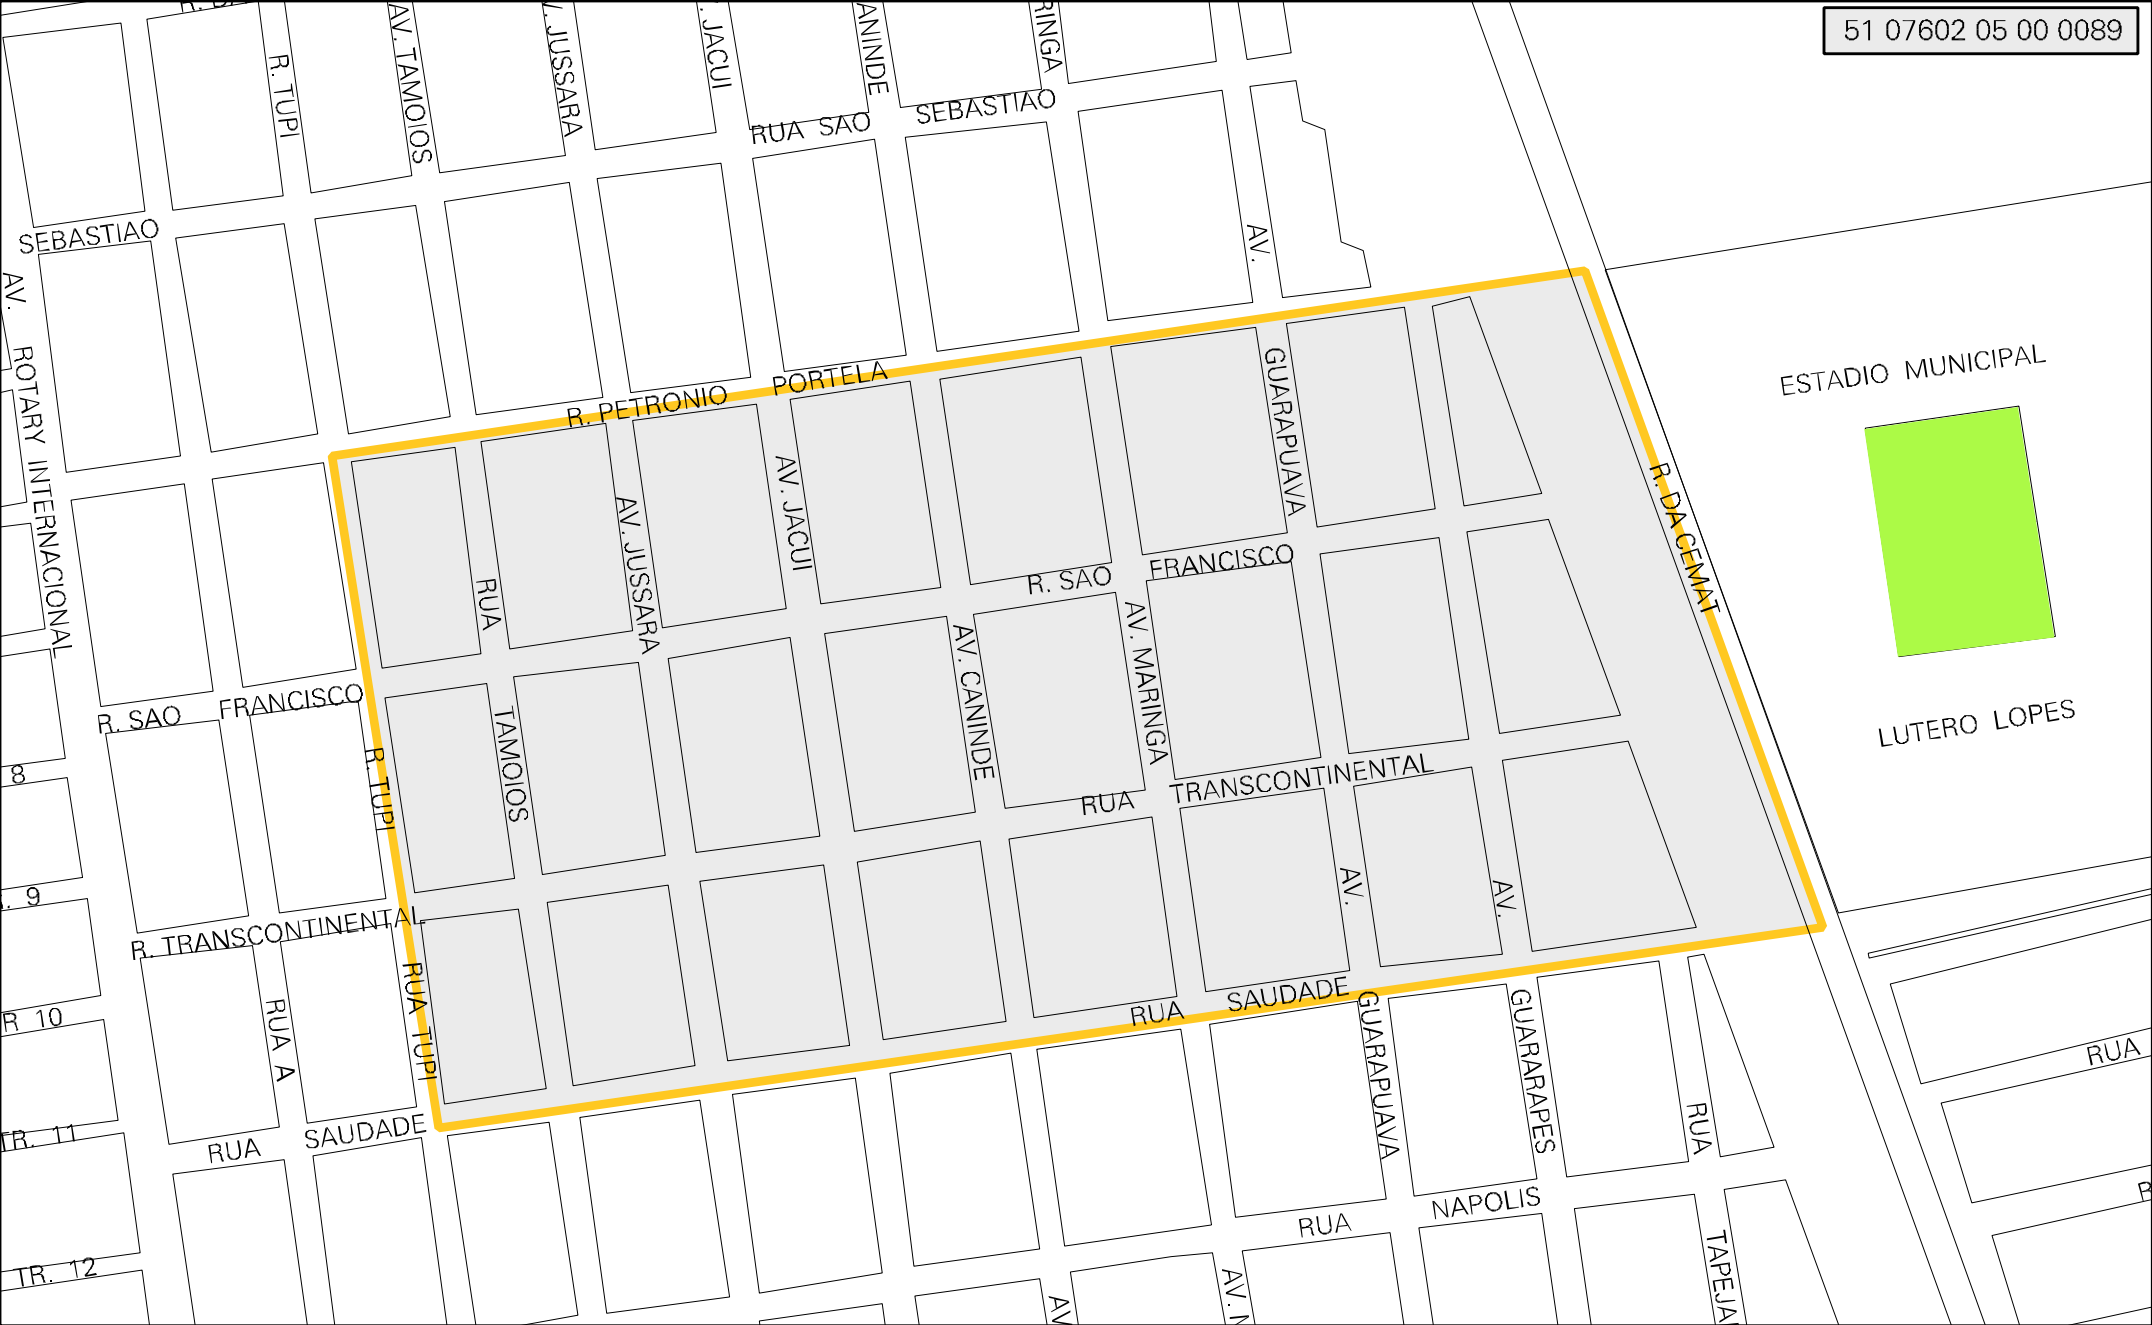 51 07602 05 00 0089
R. TUPI
AV. TAMOIOS
JUSSARA
JACUI
RUA SAO SEBASTIAO
SEBASTIAO
AV.
AV. ROTARY INTERNACIONAL
R. PETRONIO PORTELA
GUARAPUAVA
ESTADIO MUNICIPAL
LUTERO LOPES
R. DA CEMAT
AV. JACUI
AV. JUSSARA
RUA TAMOIOS
R. SAO FRANCISCO
R. SAO FRANCISCO
AV. CANINDE
AV. MARINGA
R. TUPI
RUA TRANSCONTINENTAL
R. TRANSCONTINENTAL
8
9
R 10
TR. 11
TR. 12
RUA A
RUA TUPI
AV.
GUARAPUAVA
AV.
GUARARAPES
RUA SAUDADE
RUA SAUDADE
RUA
RUA
RUA NAPOLIS
AV
AV.